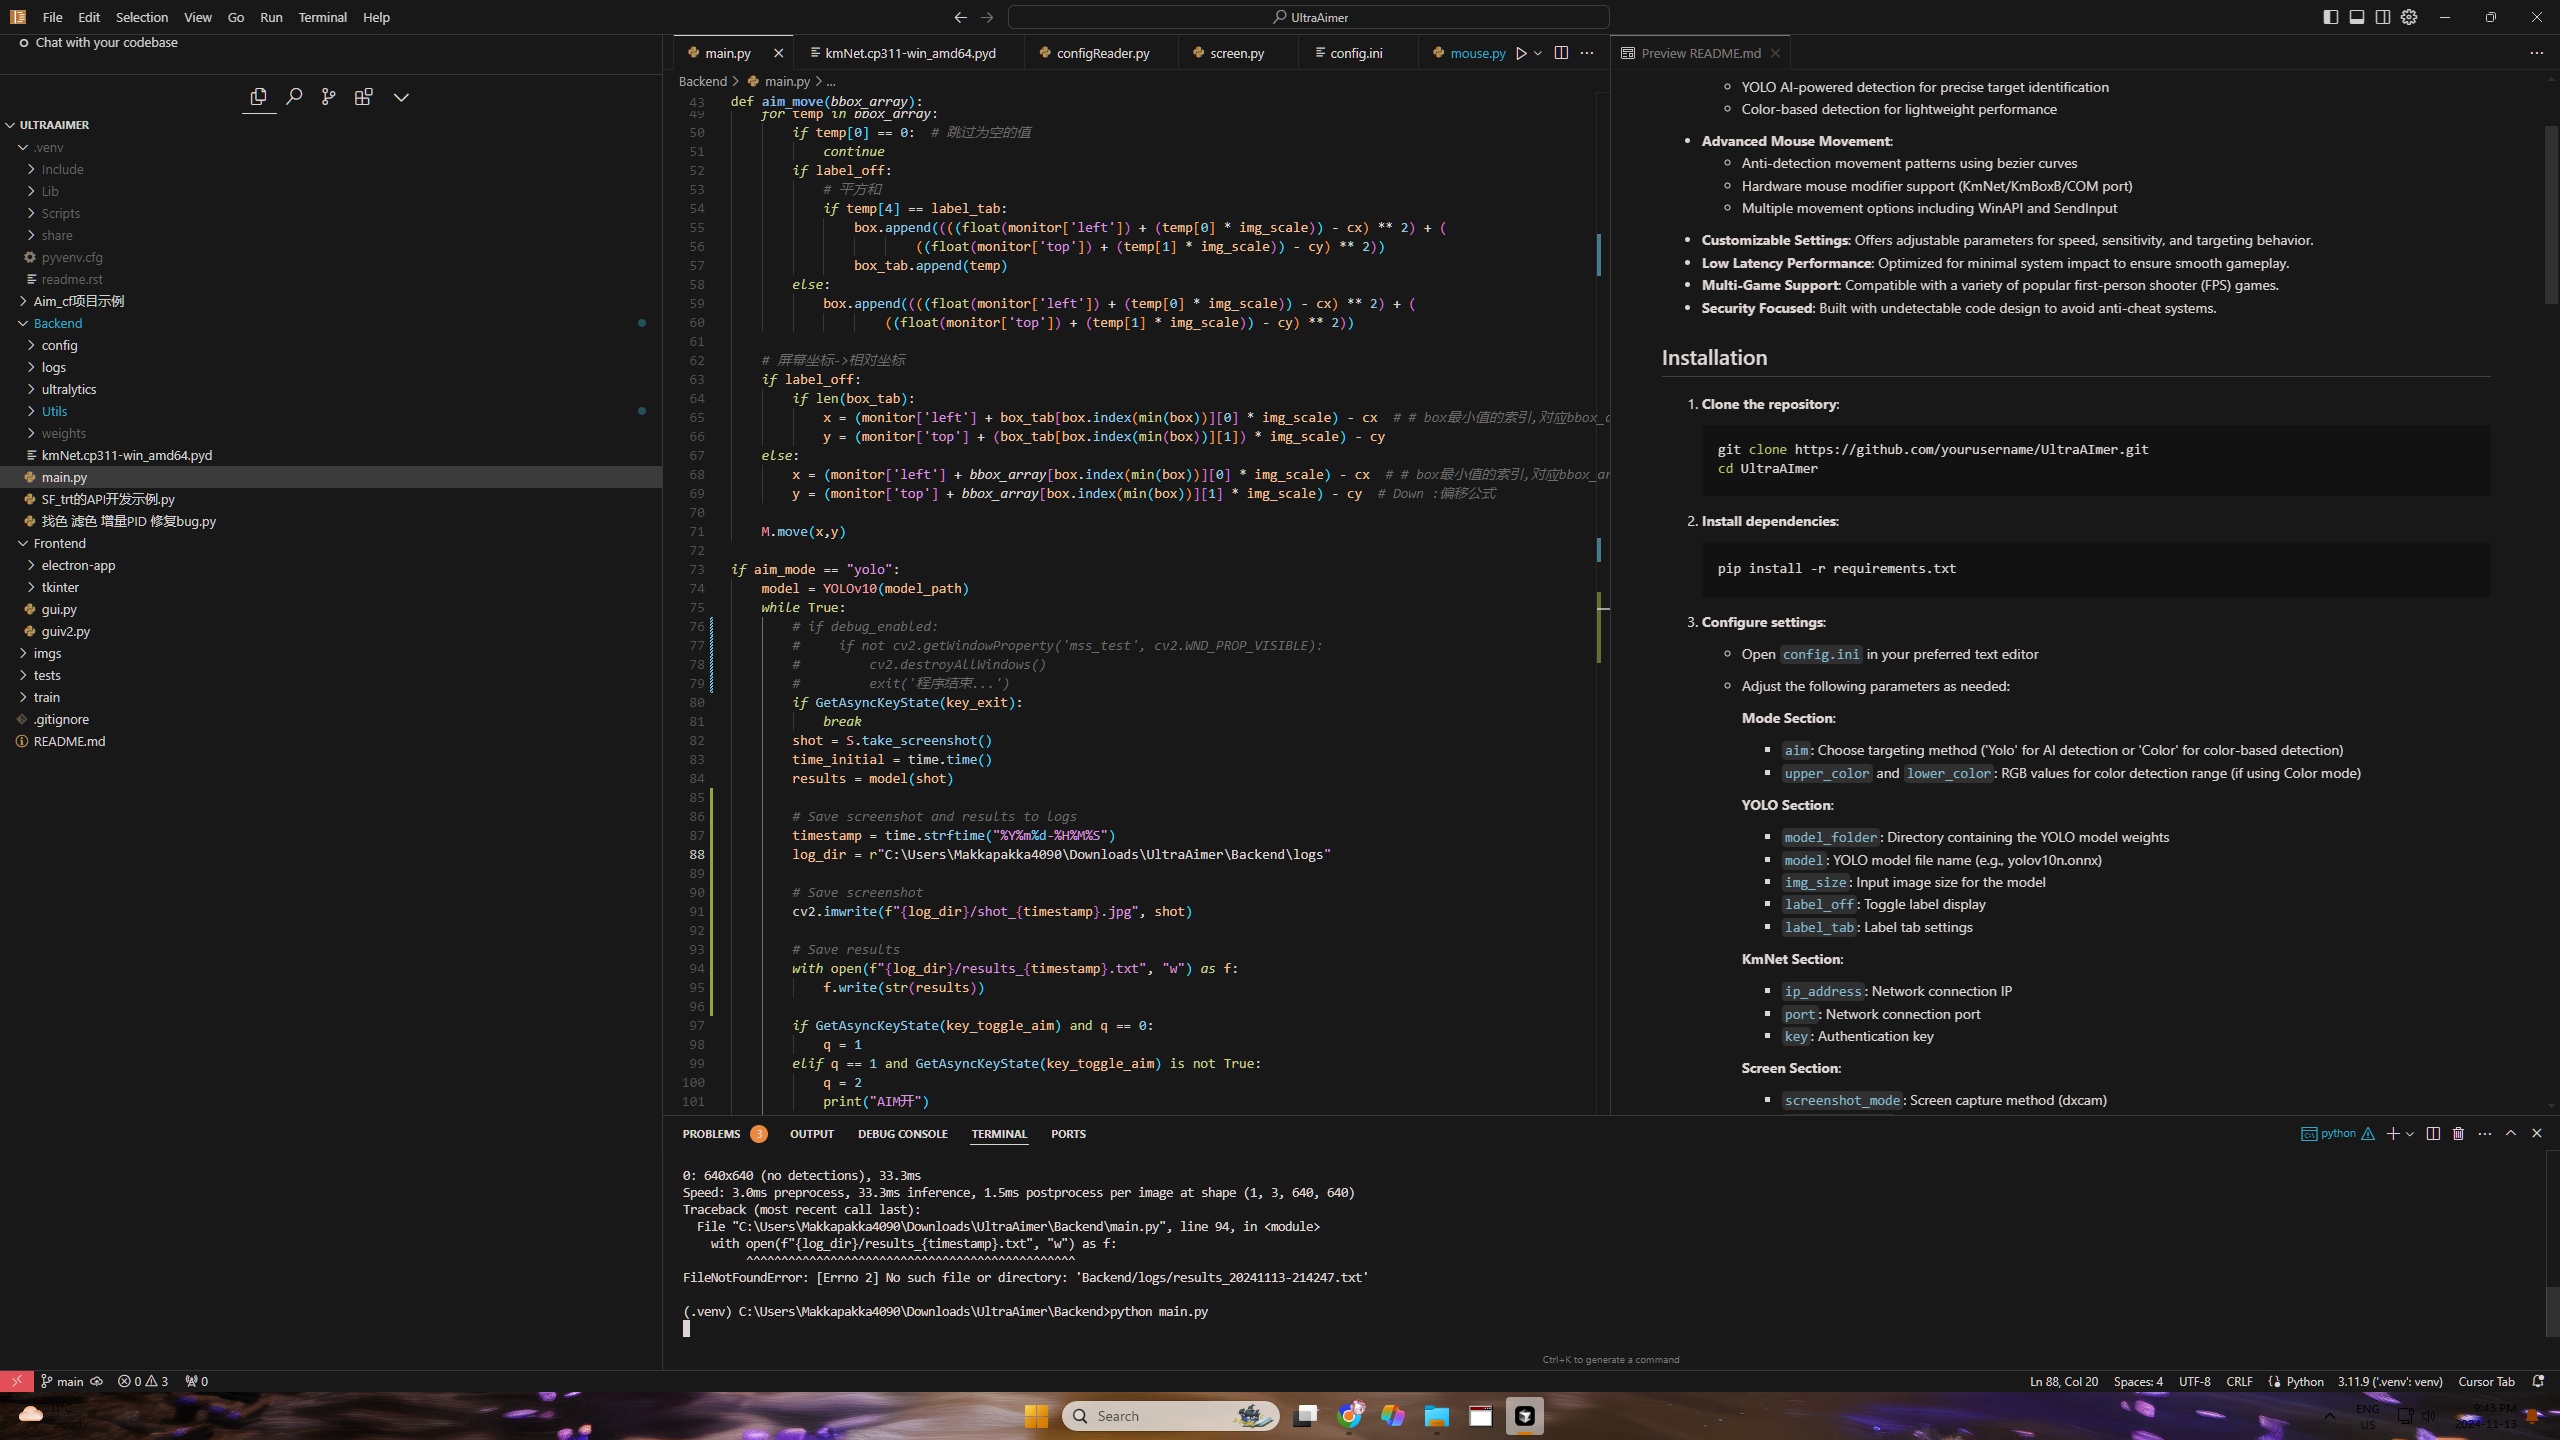 File Edit Selection View Go Run Terminal Help
UltraAimer
Chat with your codebase
ULTRAAIMER
.venv
Include
Lib
Scripts
share
pyvenv.cfg
readme.rst
Aim_cf项目示例
Backend
config
logs
ultralytics
Utils
weights
kmNet.cp311-win_amd64.pyd
main.py
SF_trt的API开发示例.py
找色 滤色 增量PID 修复bug.py
Frontend
electron-app
tkinter
gui.py
guiv2.py
imgs
tests
train
.gitignore
README.md
main.py kmNet.cp311-win_amd64.pyd configReader.py screen.py config.ini mouse.py
Backend > main.py > ...
43 def aim_move(bbox_array):
49 for temp in bbox_array:
50 if temp[0] == 0: # 跳过为空的值
51 continue
52 if label_off:
53 # 平方和
54 if temp[4] == label_tab:
55 box.append((((float(monitor['left']) + (temp[0] * img_scale)) - cx) ** 2) + (
56 ((float(monitor['top']) + (temp[1] * img_scale)) - cy) ** 2))
57 box_tab.append(temp)
58 else:
59 box.append((((float(monitor['left']) + (temp[0] * img_scale)) - cx) ** 2) + (
60 ((float(monitor['top']) + (temp[1] * img_scale)) - cy) ** 2))
61
62 # 屏幕坐标->相对坐标
63 if label_off:
64 if len(box_tab):
65 x = (monitor['left'] + box_tab[box.index(min(box))][0] * img_scale) - cx # # box最小值的索引,对应bbox_a
66 y = (monitor['top'] + (box_tab[box.index(min(box))][1]) * img_scale) - cy
67 else:
68 x = (monitor['left'] + bbox_array[box.index(min(box))][0] * img_scale) - cx # # box最小值的索引,对应bbox_ar
69 y = (monitor['top'] + bbox_array[box.index(min(box))][1] * img_scale) - cy # Down :偏移公式
70
71 M.move(x,y)
72
73 if aim_mode == "yolo":
74 model = YOLOv10(model_path)
75 while True:
76 # if debug_enabled:
77 # if not cv2.getWindowProperty('mss_test', cv2.WND_PROP_VISIBLE):
78 # cv2.destroyAllWindows()
79 # exit('程序结束...')
80 if GetAsyncKeyState(key_exit):
81 break
82 shot = S.take_screenshot()
83 time_initial = time.time()
84 results = model(shot)
85
86 # Save screenshot and results to logs
87 timestamp = time.strftime("%Y%m%d-%H%M%S")
88 log_dir = r"C:\Users\Makkapakka4090\Downloads\UltraAimer\Backend\logs"
89
90 # Save screenshot
91 cv2.imwrite(f"{log_dir}/shot_{timestamp}.jpg", shot)
92
93 # Save results
94 with open(f"{log_dir}/results_{timestamp}.txt", "w") as f:
95 f.write(str(results))
96
97 if GetAsyncKeyState(key_toggle_aim) and q == 0:
98 q = 1
99 elif q == 1 and GetAsyncKeyState(key_toggle_aim) is not True:
100 q = 2
101 print("AIM开")
Preview README.md
YOLO AI-powered detection for precise target identification
Color-based detection for lightweight performance
Advanced Mouse Movement:
Anti-detection movement patterns using bezier curves
Hardware mouse modifier support (KmNet/KmBoxB/COM port)
Multiple movement options including WinAPI and SendInput
Customizable Settings: Offers adjustable parameters for speed, sensitivity, and targeting behavior.
Low Latency Performance: Optimized for minimal system impact to ensure smooth gameplay.
Multi-Game Support: Compatible with a variety of popular first-person shooter (FPS) games.
Security Focused: Built with undetectable code design to avoid anti-cheat systems.
Installation
1. Clone the repository:
git clone https://github.com/yourusername/UltraAImer.git
cd UltraAImer
2. Install dependencies:
pip install -r requirements.txt
3. Configure settings:
Open config.ini in your preferred text editor
Adjust the following parameters as needed:
Mode Section:
aim: Choose targeting method ('Yolo' for AI detection or 'Color' for color-based detection)
upper_color and lower_color: RGB values for color detection range (if using Color mode)
YOLO Section:
model_folder: Directory containing the YOLO model weights
model: YOLO model file name (e.g., yolov10n.onnx)
img_size: Input image size for the model
label_off: Toggle label display
label_tab: Label tab settings
KmNet Section:
ip_address: Network connection IP
port: Network connection port
key: Authentication key
Screen Section:
screenshot_mode: Screen capture method (dxcam)
PROBLEMS 3 OUTPUT DEBUG CONSOLE TERMINAL PORTS
python
0: 640x640 (no detections), 33.3ms
Speed: 3.0ms preprocess, 33.3ms inference, 1.5ms postprocess per image at shape (1, 3, 640, 640)
Traceback (most recent call last):
File "C:\Users\Makkapakka4090\Downloads\UltraAimer\Backend\main.py", line 94, in <module>
with open(f"{log_dir}/results_{timestamp}.txt", "w") as f:
^^^^^^^^^^^^^^^^^^^^^^^^^^^^^^^^^^^^^^^^^^^^^^^
FileNotFoundError: [Errno 2] No such file or directory: 'Backend/logs/results_20241113-214247.txt'
(.venv) C:\Users\Makkapakka4090\Downloads\UltraAimer\Backend>python main.py
Ctrl+K to generate a command
main 0 3 0
Ln 88, Col 20 Spaces: 4 UTF-8 CRLF Python 3.11.9 ('.venv': venv) Cursor Tab
Search
ENG
US
9:43 PM
2024-11-13